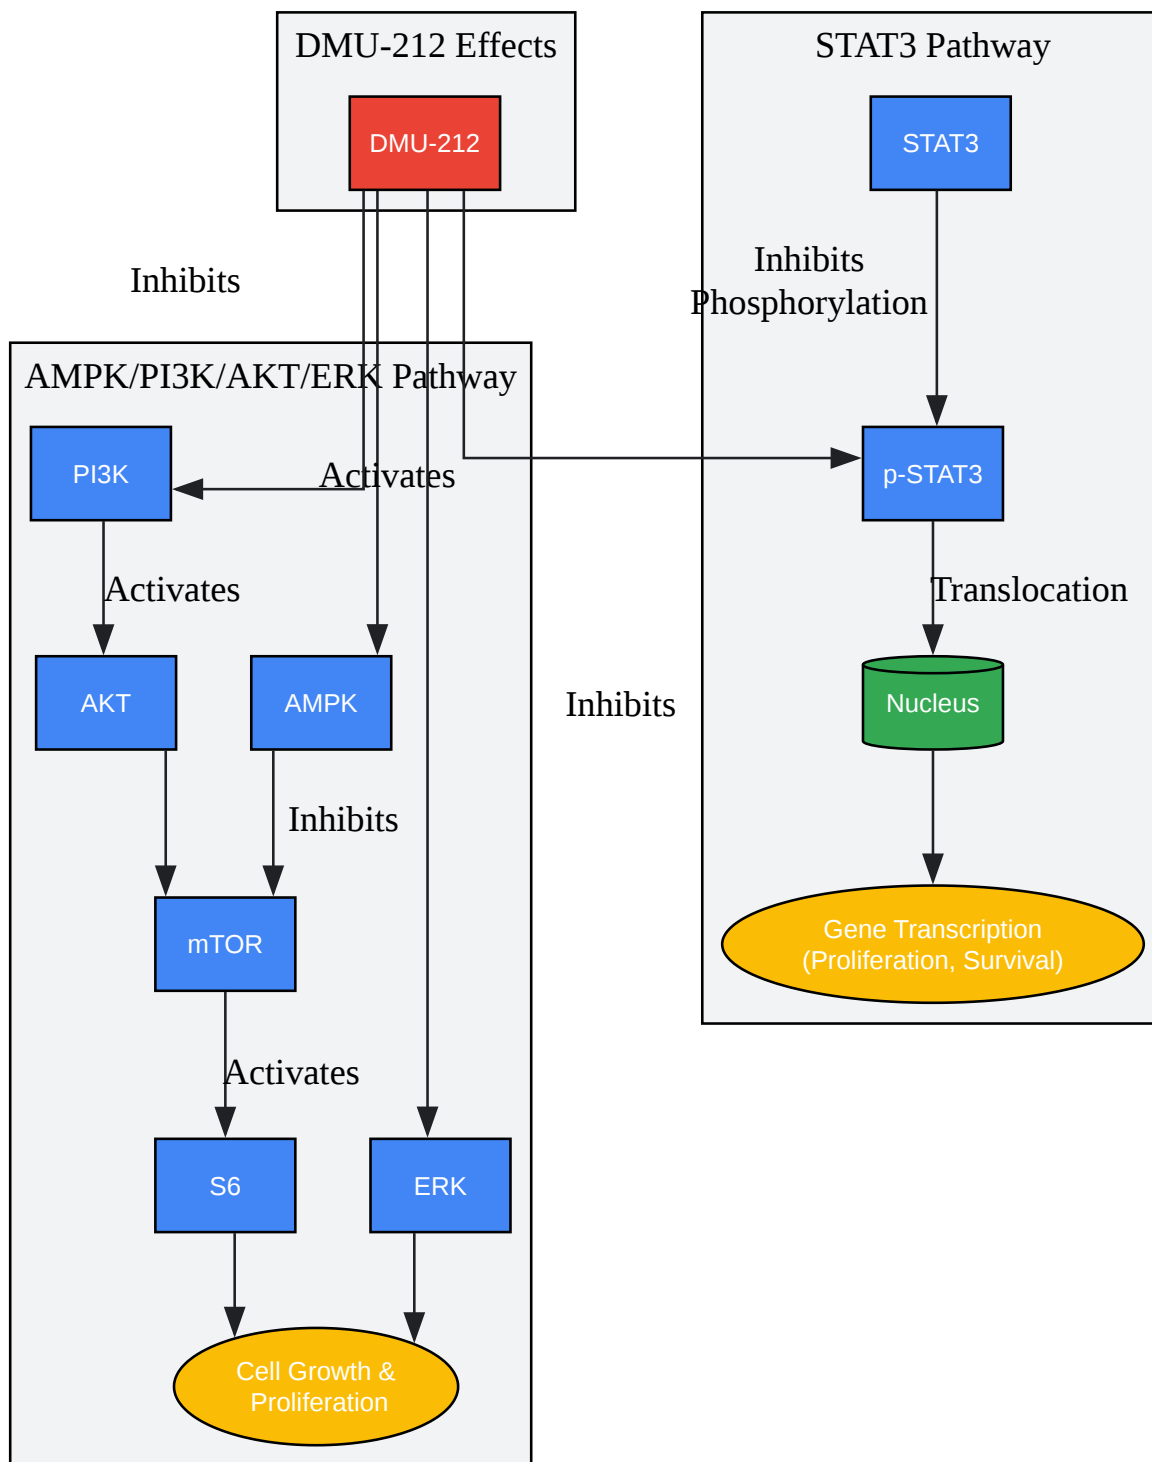 DMU-212 Effects
DMU-212
STAT3 Pathway
STAT3
Inhibits
Inhibits
Phosphorylation
AMPK/PI3K/AKT/ERK Pathway
PI3K
Activates
p-STAT3
Activates
Translocation
AKT
AMPK
Inhibits
Nucleus
Inhibits
mTOR
Gene Transcription
(Proliferation, Survival)
Activates
S6
ERK
Cell Growth &
Proliferation